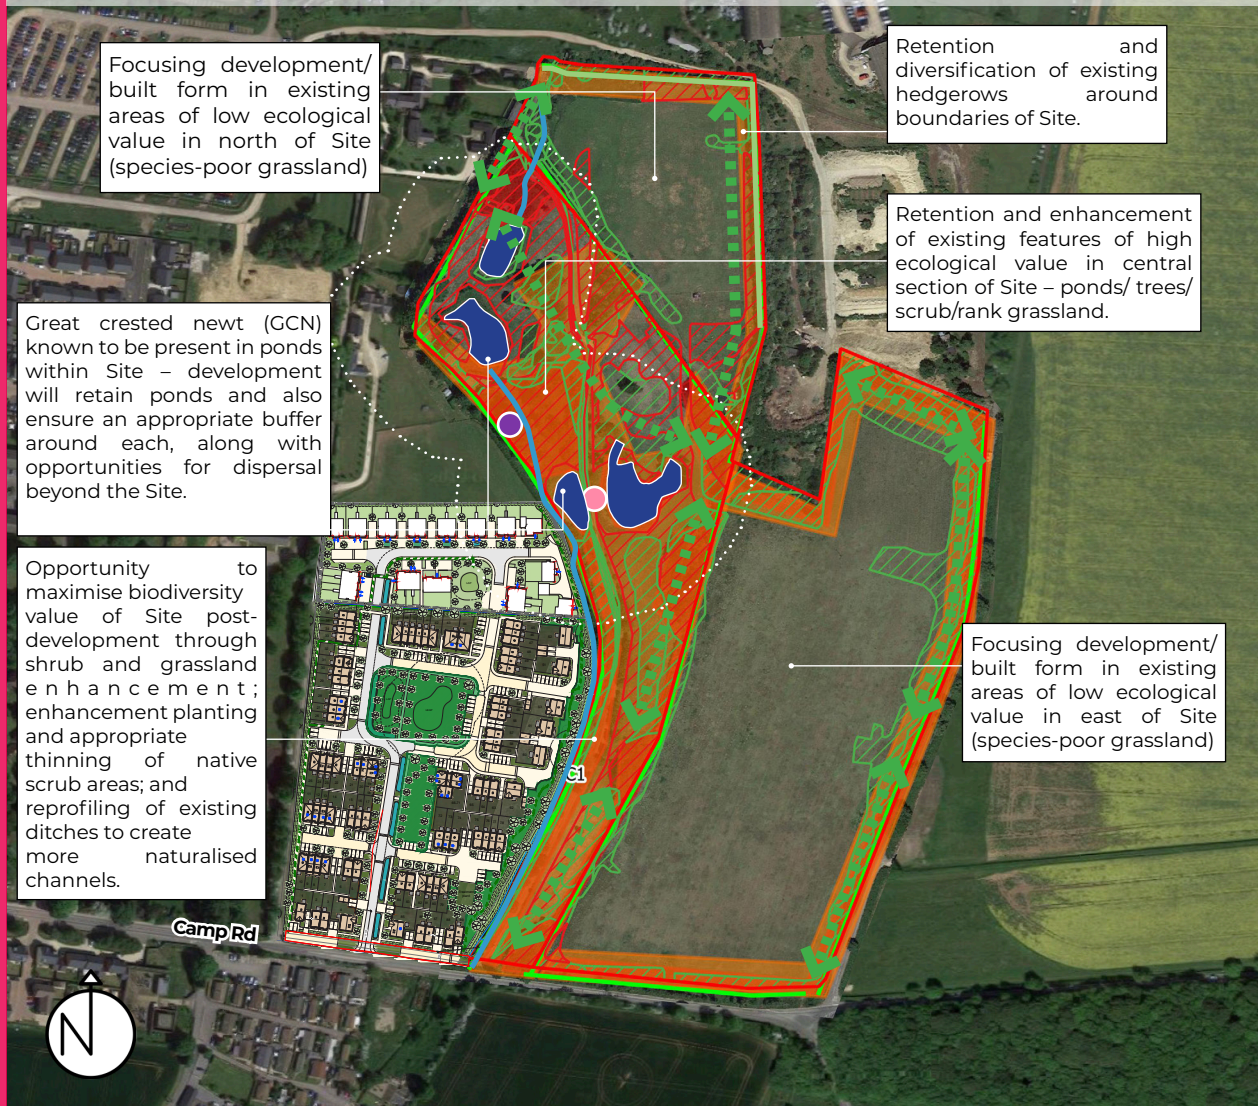 Focusing development/
built form in existing
areas of low ecological
value in north of Site
(species-poor grassland)
Retention and
diversification of existing
hedgerows around
boundaries of Site.
Retention and enhancement
of existing features of high
ecological value in central
section of Site – ponds/ trees/
scrub/rank grassland.
Great crested newt (GCN)
known to be present in ponds
within Site – development
will retain ponds and also
ensure an appropriate buffer
around each, along with
opportunities for dispersal
beyond the Site.
Opportunity to
maximise biodiversity
value of Site post-
development through
shrub and grassland
enhancement;
enhancement planting
and appropriate
thinning of native
scrub areas; and
reprofiling of existing
ditches to create
more naturalised
channels.
Focusing development/
built form in existing
areas of low ecological
value in east of Site
(species-poor grassland)
C1
Camp Rd
N